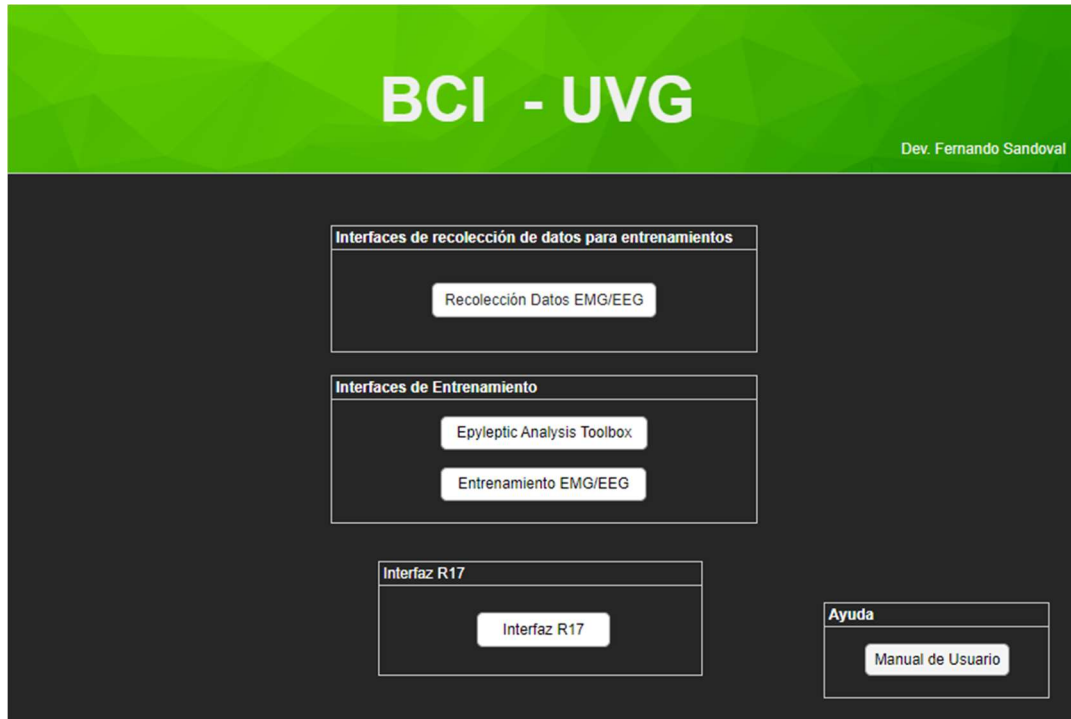 BCI - UVG
Dev. Fernando Sandoval
Interfaces de recolección de datos para entrenamientos
Recolección Datos EMG/EEG
Interfaces de Entrenamiento
Epyleptic Analysis Toolbox
Entrenamiento EMG/EEG
Interfaz R17
Interfaz R17
Ayuda
Manual de Usuario